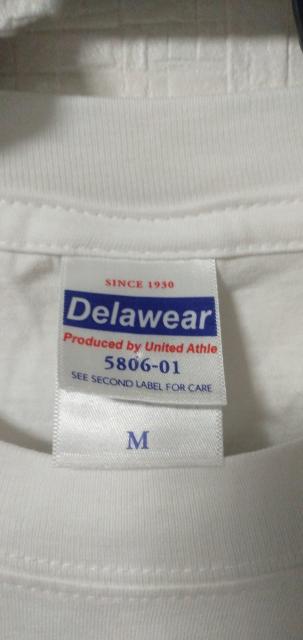 SINCE 1930
Delawear
Produced by United Athle
5806-01
SEE SECOND LABEL FOR CARE
M